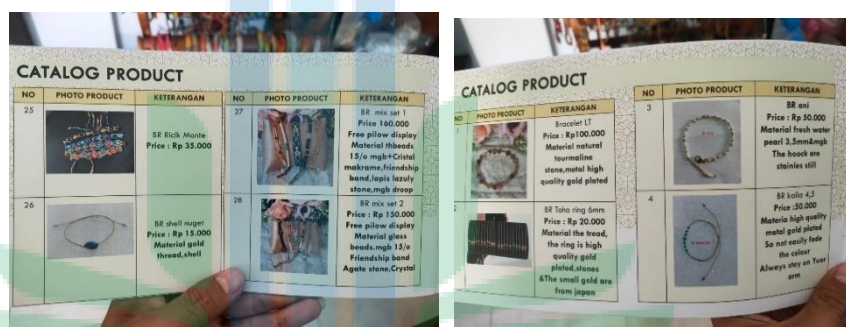 CATALOG PRODUCT
NO PHOTO PRODUCT KETERANGAN
25
BR Ricik Monte
Price : Rp 35.000
26
BR shell nuger
Price : Rp 15.000
Material gold
thread,shell
NO PHOTO PRODUCT KETERANGAN
27
BR mix set 1
Price 160.000
Free pilow display
Material thbeads
15/o mgb+Cristal
makrame,friendship
band,lapis lazuly
stone,mgb droop
28
BR mix set 2
Price : Rp 150.000
Free pilow display
Material glass
beads.mgb 15/o
Friendship band
Agate stone,Crystal
CATALOG PRODUCT
NO PHOTO PRODUCT KETERANGAN
1
Bracelet LT
Price : Rp100.000
Material natural
tourmaline
stone,metal high
quality gold plated
2
BR Toho ring 6mm
Price : Rp 20.000
Material the tread,
the ring is high
quality gold
plated,stones
&The small gold are
from japan
NO PHOTO PRODUCT KETERANGAN
3
BR ani
Price : Rp 50.000
Material fresh water
pearl 3,5mm&mgb
The hoock are
stainles still
4
BR kalia 4,5
Price :50.000
Materia high quality
metal gold plated
So not easily fade
the colour
Always stay on Yuor
arm